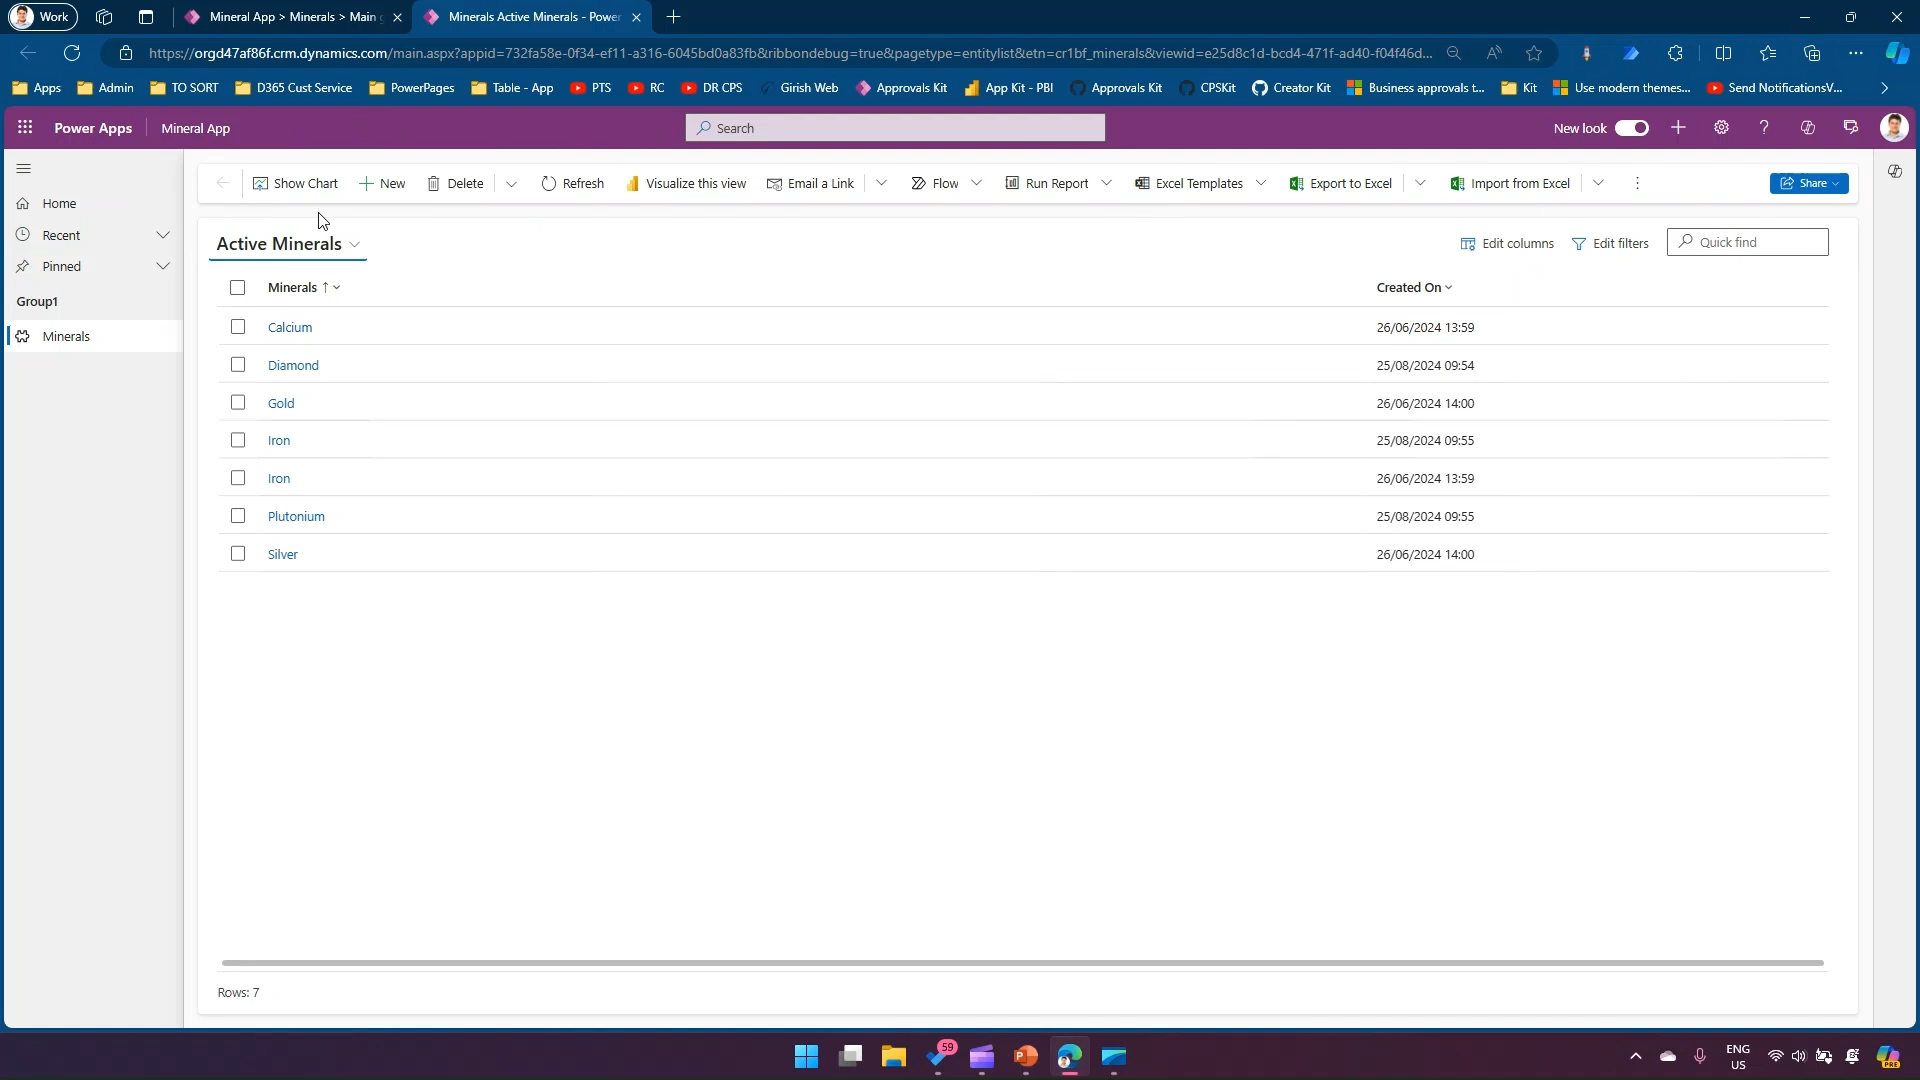 Work
Mineral App > Minerals > Main
Minerals Active Minerals - Power
https://orgd47af86f.crm.dynamics.com/main.aspx?appid=732fa58e-0f34-ef11-a316-6045bd0a83fb&ribbondebug=true&pagetype=entitylist&etn=cr1bf_minerals&viewid=e25d8c1d-bcd4-471f-ad40-f04f46d...
Apps
Admin
TO SORT
D365 Cust Service
PowerPages
Table - App
PTS
RC
DR CPS
Girish Web
Approvals Kit
App Kit - PBI
Approvals Kit
CPSKit
Creator Kit
Business approvals t...
Kit
Use modern themes...
Send NotificationsV...
Power Apps
Mineral App
Search
New look
Home
Recent
Pinned
Group1
Minerals
Show Chart
New
Delete
Refresh
Visualize this view
Email a Link
Flow
Run Report
Excel Templates
Export to Excel
Import from Excel
Share
Active Minerals
Edit columns
Edit filters
Quick find
Minerals ↑
Created On
Calcium 26/06/2024 13:59
Diamond 25/08/2024 09:54
Gold 26/06/2024 14:00
Iron 25/08/2024 09:55
Iron 26/06/2024 13:59
Plutonium 25/08/2024 09:55
Silver 26/06/2024 14:00
Rows: 7
59
ENG
US
PRE